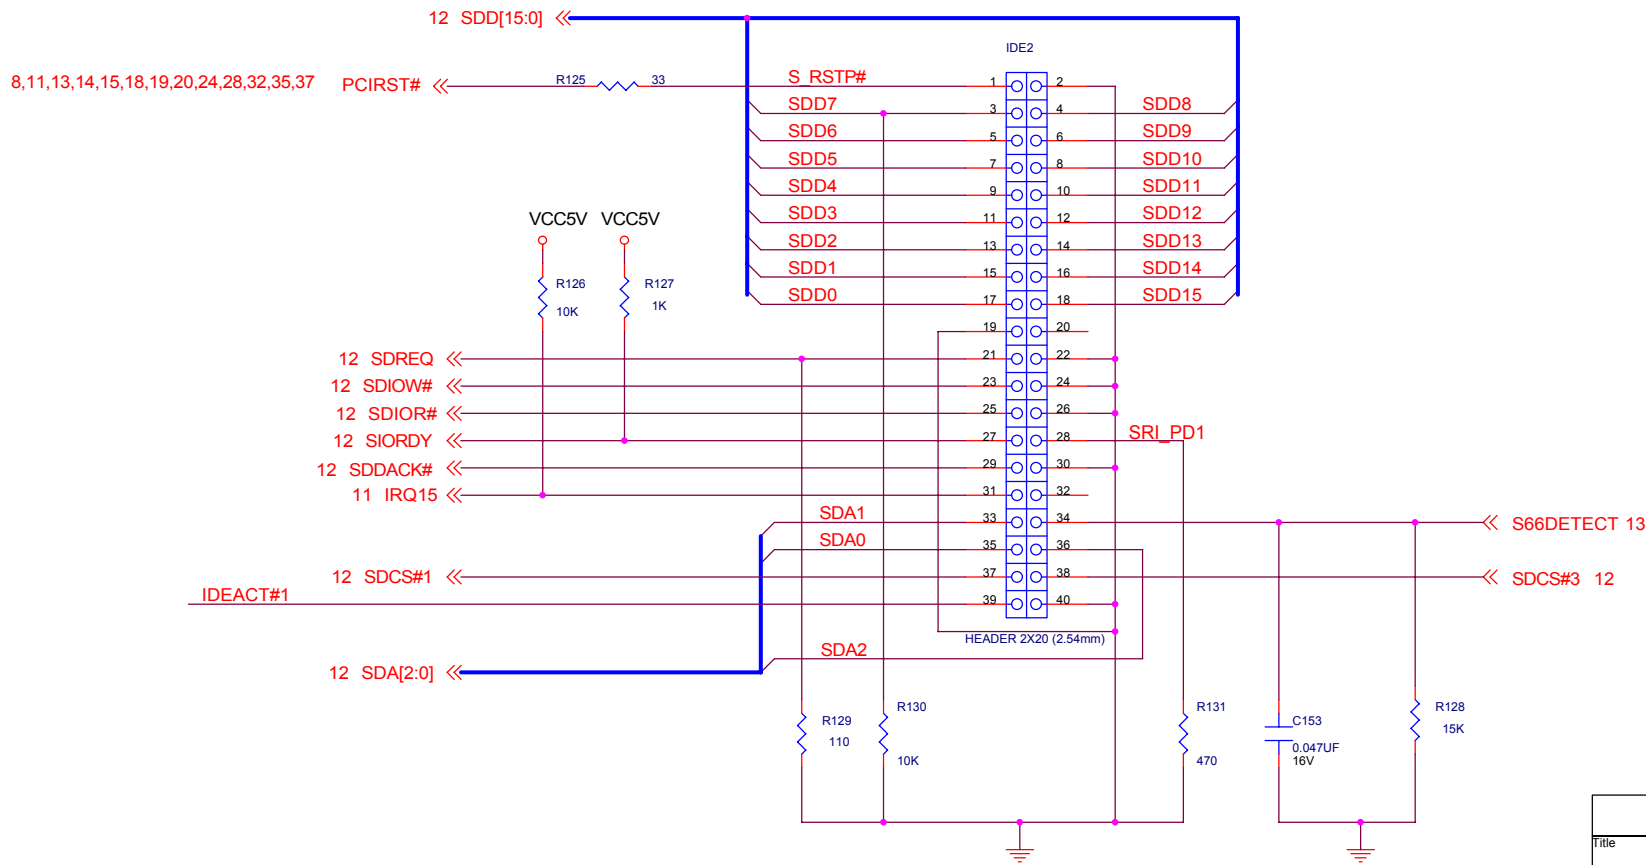 12 SDD[15:0]
IDE2
8,11,13,14,15,18,19,20,24,28,32,35,37 PCIRST# R125 33 S_RSTP# 1 2
SDD7 3 4 SDD8
SDD6 5 6 SDD9
SDD5 7 8 SDD10
SDD4 9 10 SDD11
SDD3 11 12 SDD12
VCC5V VCC5V
SDD2 13 14 SDD13
SDD1 15 16 SDD14
R126 R127
10K 1K
SDD0 17 18 SDD15
19 20
12 SDREQ 21 22
12 SDIOW# 23 24
12 SDIOR# 25 26
12 SIORDY 27 28 SRI_PD1
12 SDDACK# 29 30
11 IRQ15 31 32
SDA1 33 34 S66DETECT 13
SDA0 35 36
12 SDCS#1 37 38 SDCS#3 12
IDEACT#1 39 40
HEADER 2X20 (2.54mm)
SDA2
12 SDA[2:0]
R129 R130 R131 C153 R128
110 10K 470 0.047UF 15K
16V
Title